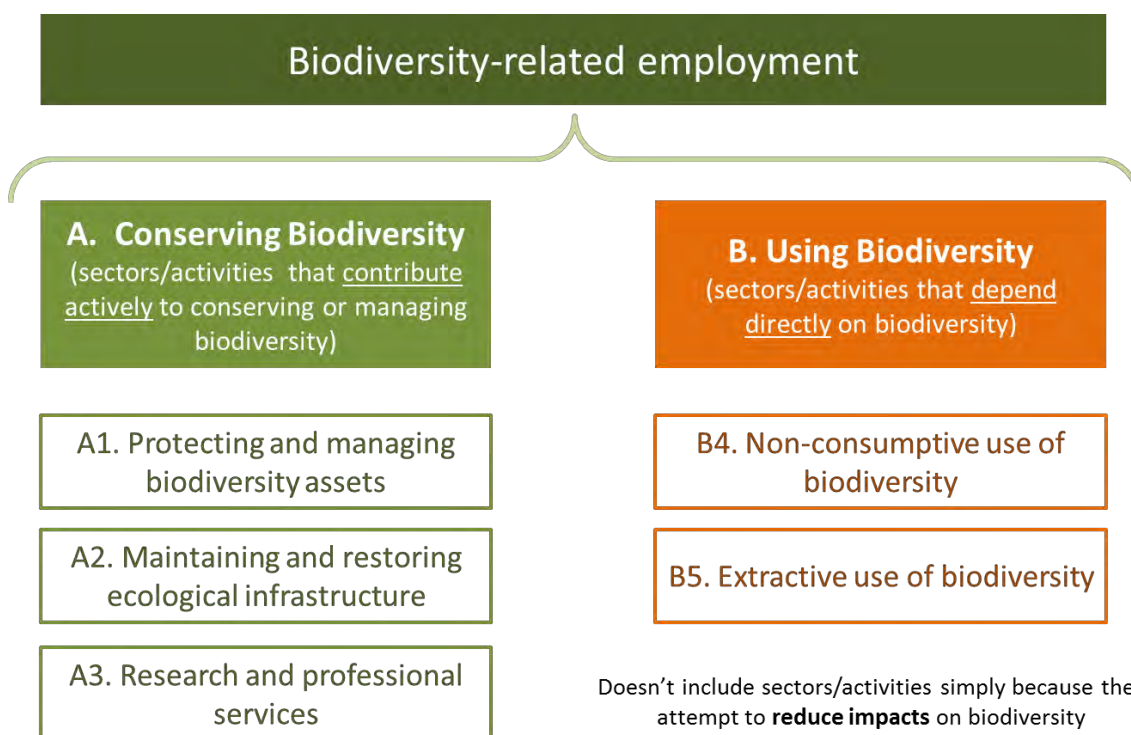 Biodiversity-related employment
A. Conserving Biodiversity
(sectors/activities that contribute
actively to conserving or managing
biodiversity)
A1. Protecting and managing
biodiversity assets
A2. Maintaining and restoring
ecological infrastructure
A3. Research and professional
services
B. Using Biodiversity
(sectors/activities that depend
directly on biodiversity)
B4. Non-consumptive use of
biodiversity
B5. Extractive use of biodiversity
Doesn’t include sectors/activities simply because
attempt to reduce impacts on biodiversity